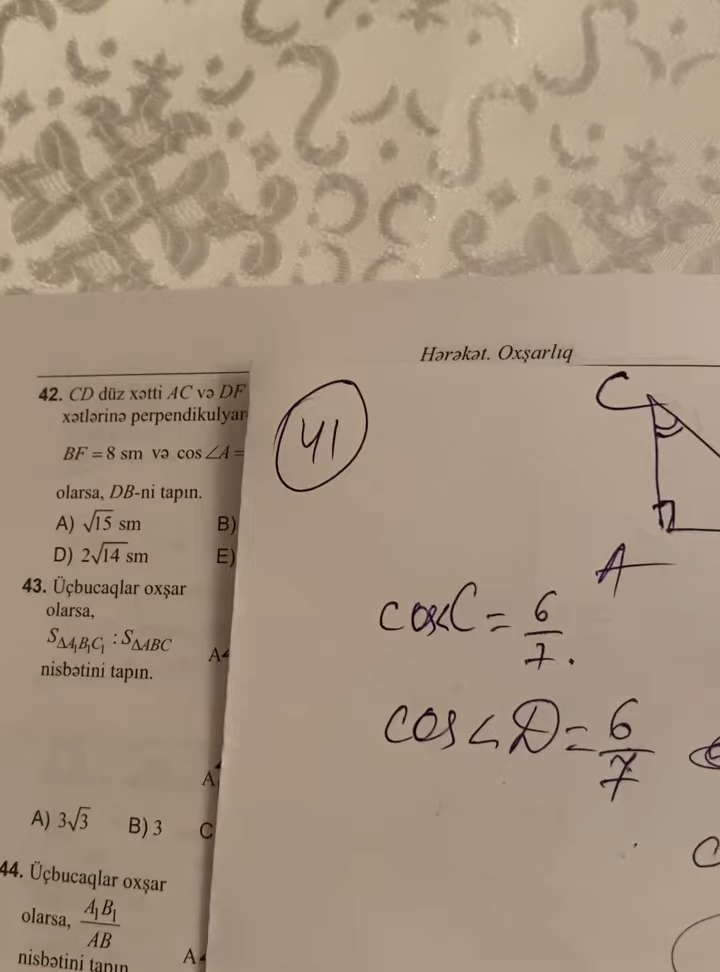 Hərəkət. Oxşarlıq
42. CD düz xətti AC və DF
xətlərinə perpendikulyar
BF = 8 sm və cos∠A =
olarsa, DB-ni tapın.
A) √15 sm B)
D) 2√14 sm E)
43. Üçbucaqlar oxşar
olarsa,
S△A₁B₁C₁ : S△ABC
nisbətini tapın.
A
A
A) 3√3 B) 3 C
44. Üçbucaqlar oxşar
olarsa, A₁B₁/AB
nisbətini tapın
A
41
C
A
cos<C = 6/7.
cos<D = 6/7
C